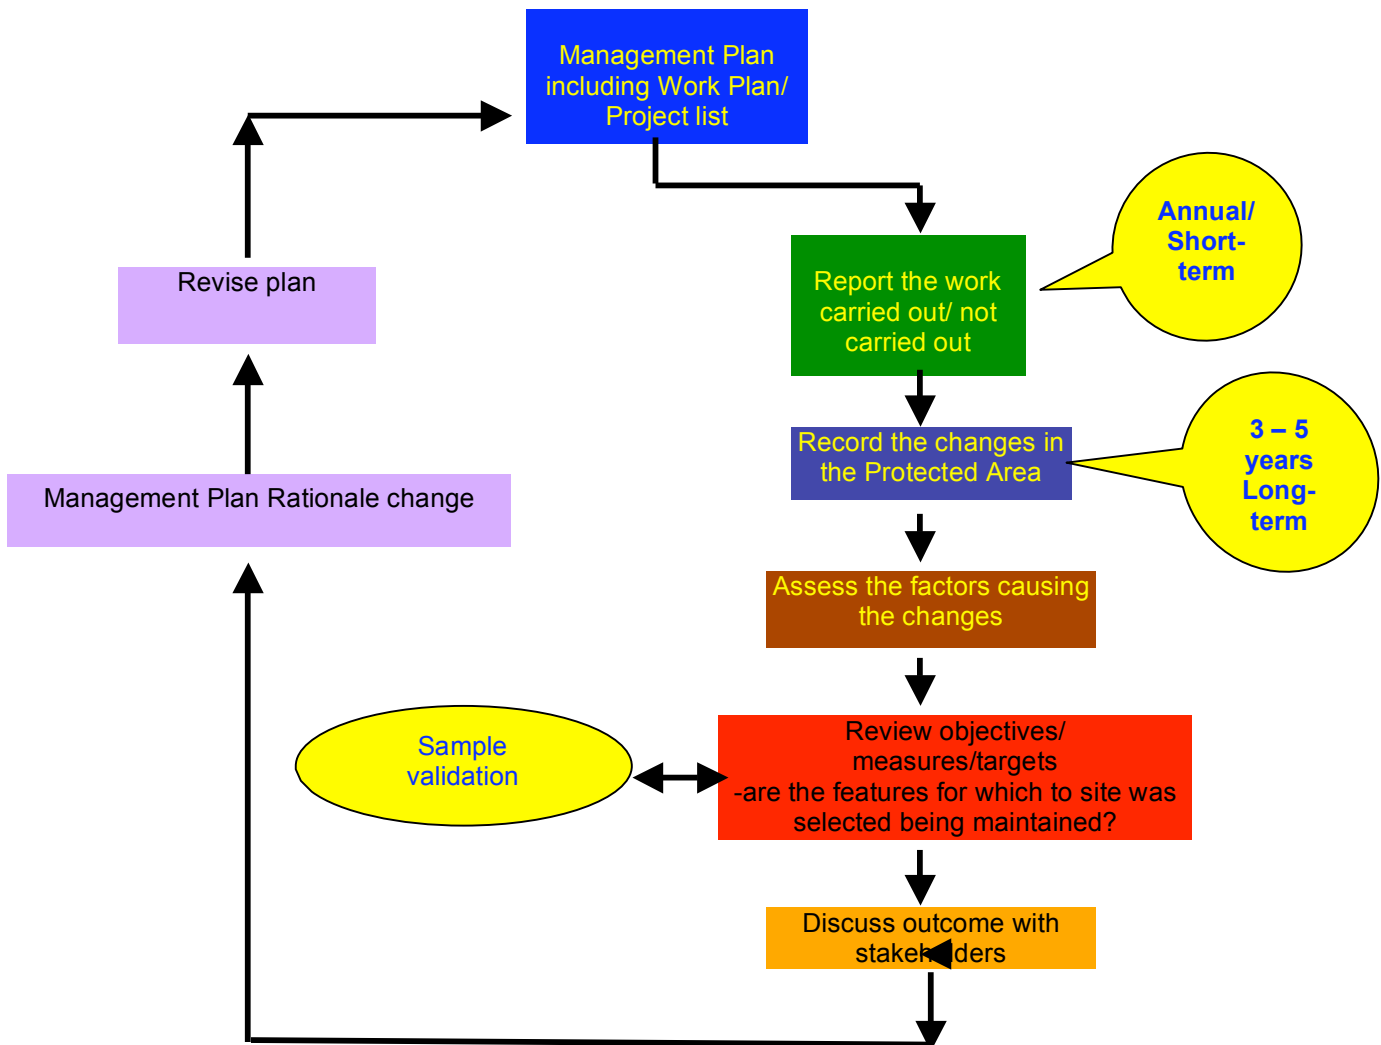 Management Plan
including Work Plan/
Project list
Annual/
Short-
term
Report the work
carried out/ not
carried out
Revise plan
3 – 5
years
Long-
term
Record the changes in
the Protected Area
Management Plan Rationale change
Assess the factors causing
the changes
Sample
validation
Review objectives/
measures/targets
-are the features for which to site was
selected being maintained?
Discuss outcome with
stakeholders